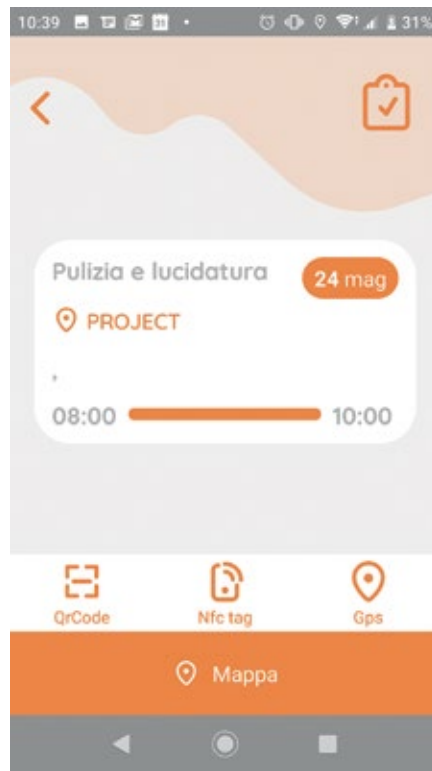 10:39 31%
Pulizia e lucidatura 24 mag
PROJECT
,
08:00 10:00
QrCode Nfc tag Gps
Mappa